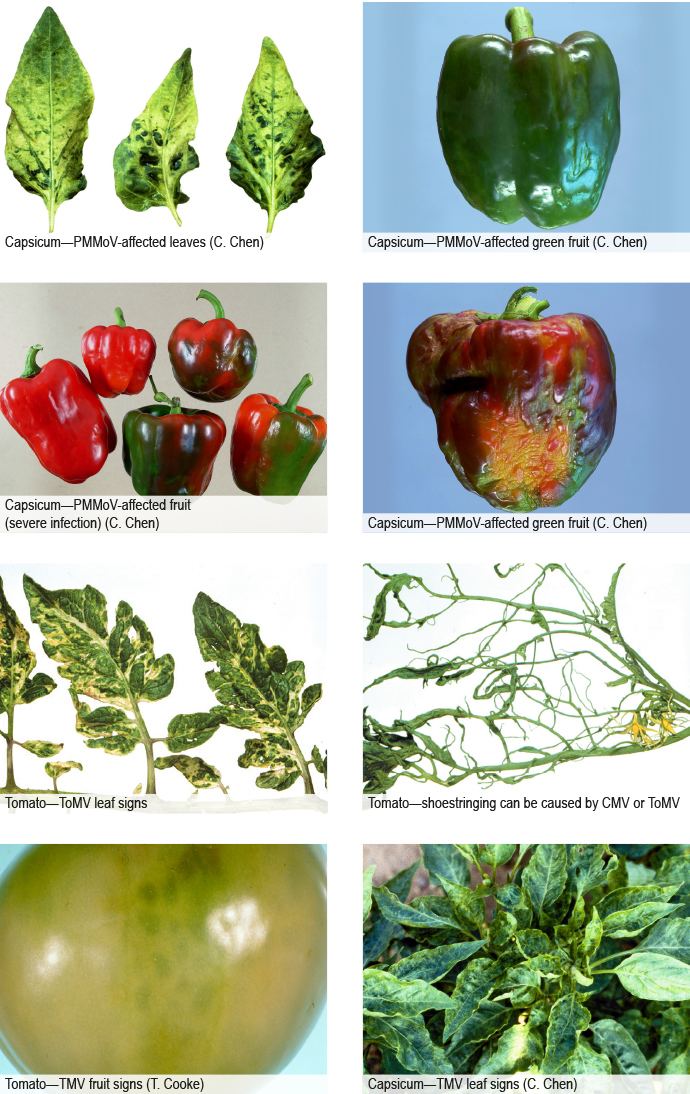 Capsicum—PMMoV-affected leaves (C. Chen)
Capsicum—PMMoV-affected green fruit (C. Chen)
Capsicum—PMMoV-affected fruit
(severe infection) (C. Chen)
Capsicum—PMMoV-affected green fruit (C. Chen)
Tomato—ToMV leaf signs
Tomato—shoestringing can be caused by CMV or ToMV
Tomato—TMV fruit signs (T. Cooke)
Capsicum—TMV leaf signs (C. Chen)